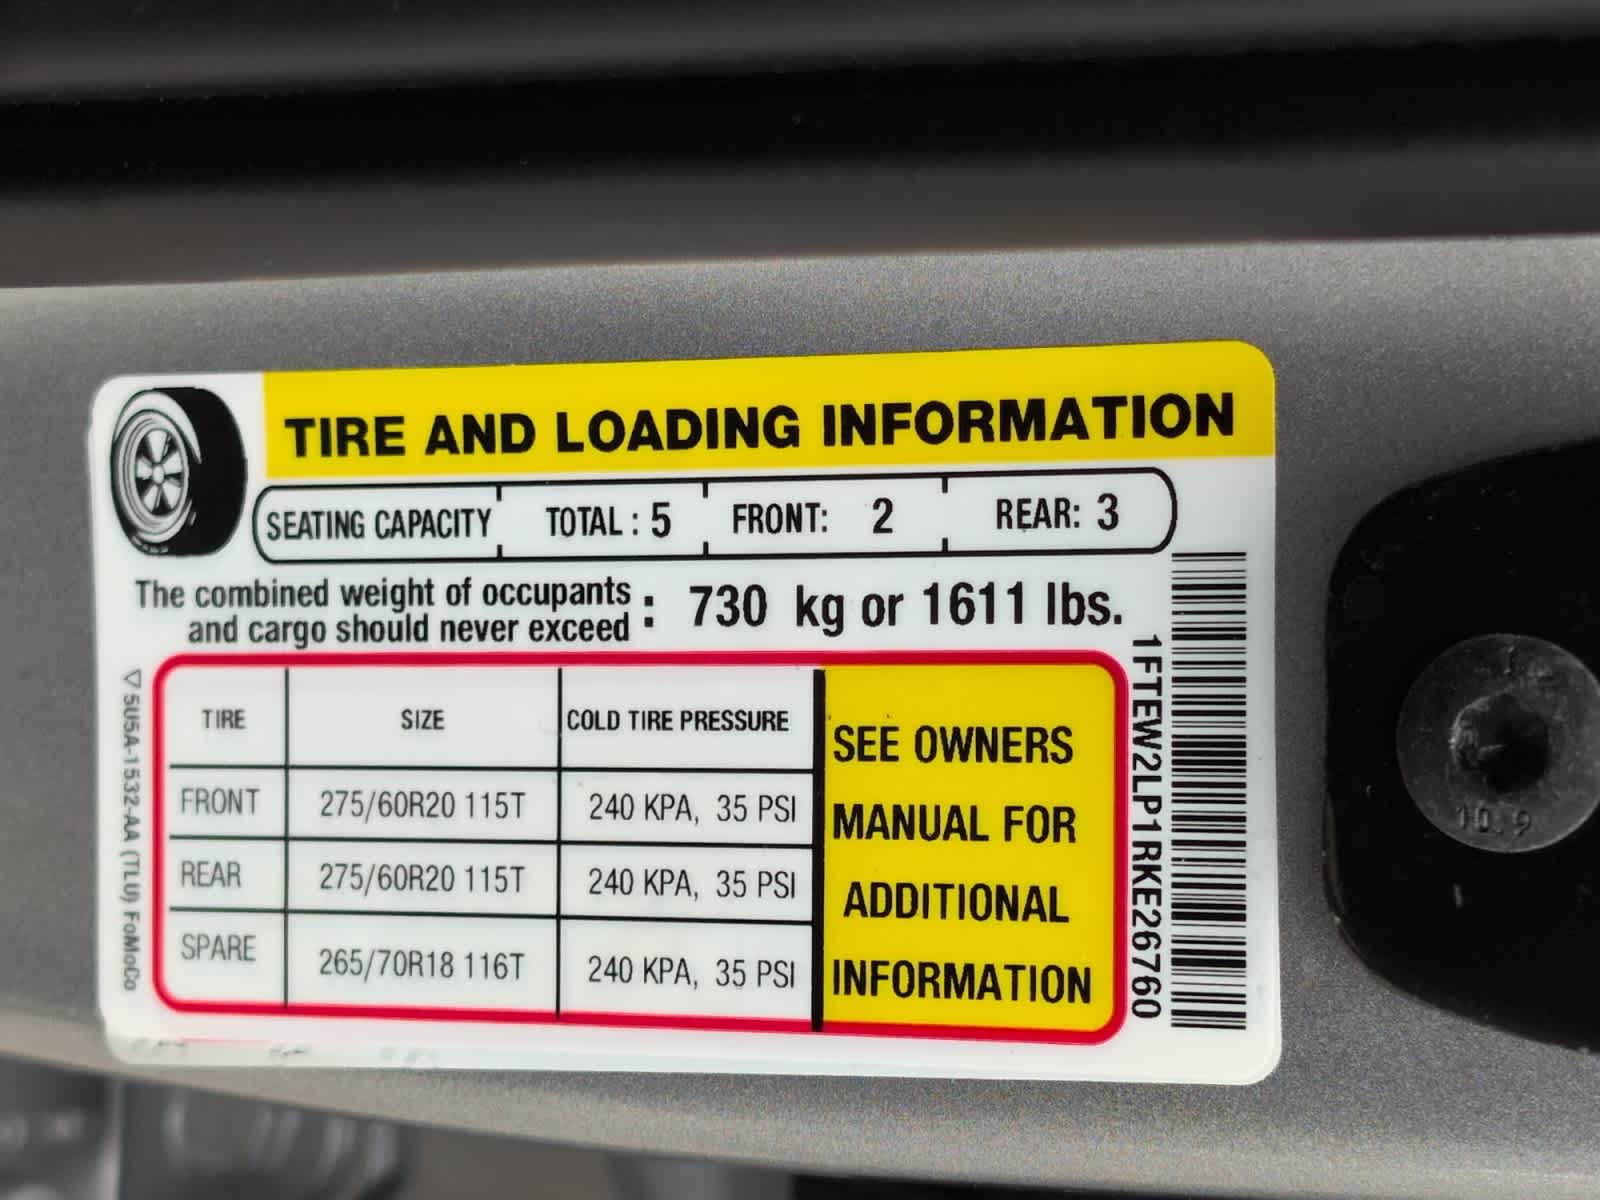 TIRE AND LOADING INFORMATION
SEATING CAPACITY TOTAL : 5 FRONT: 2 REAR: 3
The combined weight of occupants
and cargo should never exceed : 730 kg or 1611 lbs.
TIRE SIZE COLD TIRE PRESSURE
FRONT 275/60R20 115T 240 KPA, 35 PSI
REAR 275/60R20 115T 240 KPA, 35 PSI
SPARE 265/70R18 116T 240 KPA, 35 PSI
SEE OWNERS
MANUAL FOR
ADDITIONAL
INFORMATION
1FTEW2LP1RKE26760
▽5U5A-1532-AA (TLU) FoMoCo
10.9